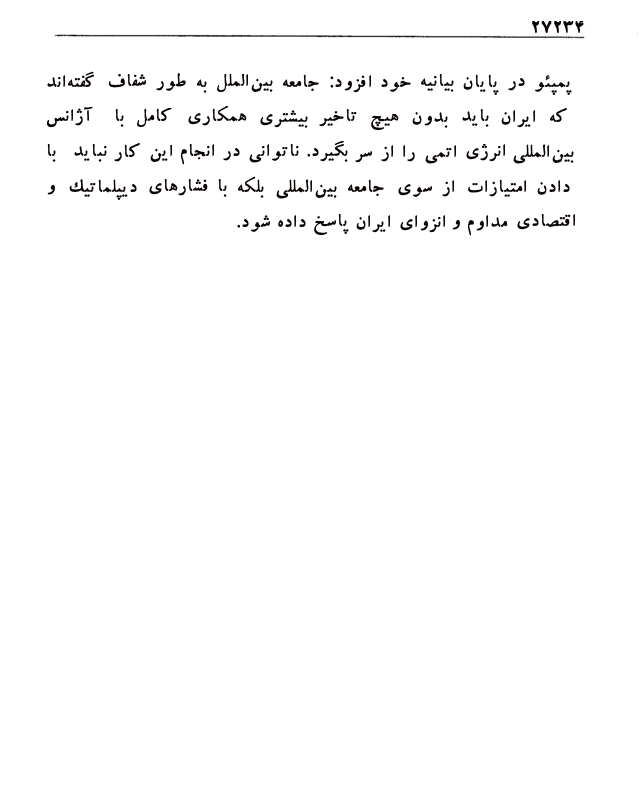 ۲۷۲۳۴
پمپئو در پایان بیانیه خود افزود: جامعه بین‌الملل به طور شفاف گفته‌اند
که ایران باید بدون هیچ تاخیر بیشتری همکاری کامل با آژانس
بین‌المللی انرژی اتمی را از سر بگیرد. ناتوانی در انجام این کار نباید با
دادن امتیازات از سوی جامعه بین‌المللی بلکه با فشارهای دیپلماتیك و
اقتصادی مداوم و انزوای ایران پاسخ داده شود.